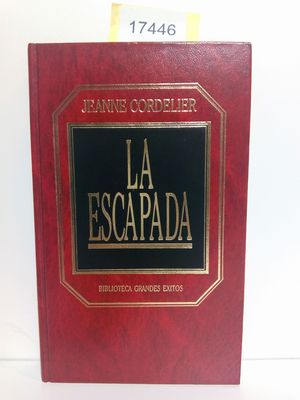 17446
JEANNE CORDELIER
LA
ESCAPADA
BIBLIOTECA GRANDES EXITOS